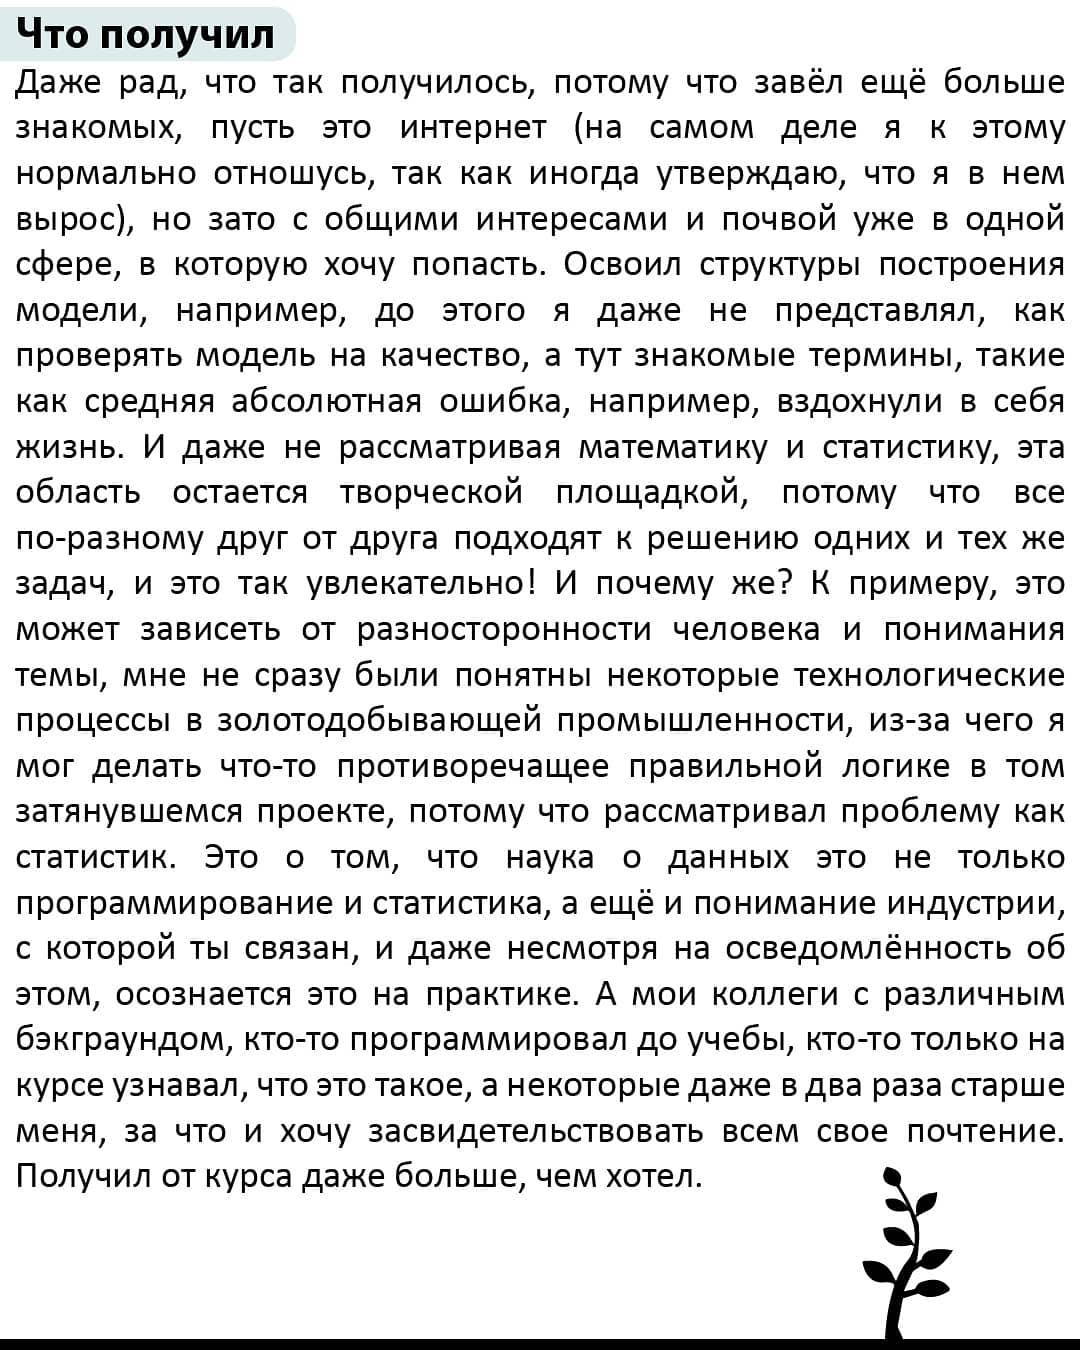 Что получил
Даже рад, что так получилось, потому что завёл ещё больше
знакомых, пусть это интернет (на самом деле я к этому
нормально отношусь, так как иногда утверждаю, что я в нем
вырос), но зато с общими интересами и почвой уже в одной
сфере, в которую хочу попасть. Освоил структуры построения
модели, например, до этого я даже не представлял, как
проверять модель на качество, а тут знакомые термины, такие
как средняя абсолютная ошибка, например, вздохнули в себя
жизнь. И даже не рассматривая математику и статистику, эта
область остается творческой площадкой, потому что все
по-разному друг от друга подходят к решению одних и тех же
задач, и это так увлекательно! И почему же? К примеру, это
может зависеть от разносторонности человека и понимания
темы, мне не сразу были понятны некоторые технологические
процессы в золотодобывающей промышленности, из-за чего я
мог делать что-то противоречащее правильной логике в том
затянувшемся проекте, потому что рассматривал проблему как
статистик. Это о том, что наука о данных это не только
программирование и статистика, а ещё и понимание индустрии,
с которой ты связан, и даже несмотря на осведомлённость об
этом, осознается это на практике. А мои коллеги с различным
бэкграундом, кто-то программировал до учебы, кто-то только на
курсе узнавал, что это такое, а некоторые даже в два раза старше
меня, за что и хочу засвидетельствовать всем свое почтение.
Получил от курса даже больше, чем хотел.